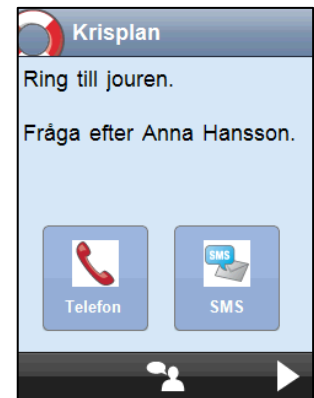 Krisplan
Ring till jouren.
Fråga efter Anna Hansson.
SMS
Telefon
SMS